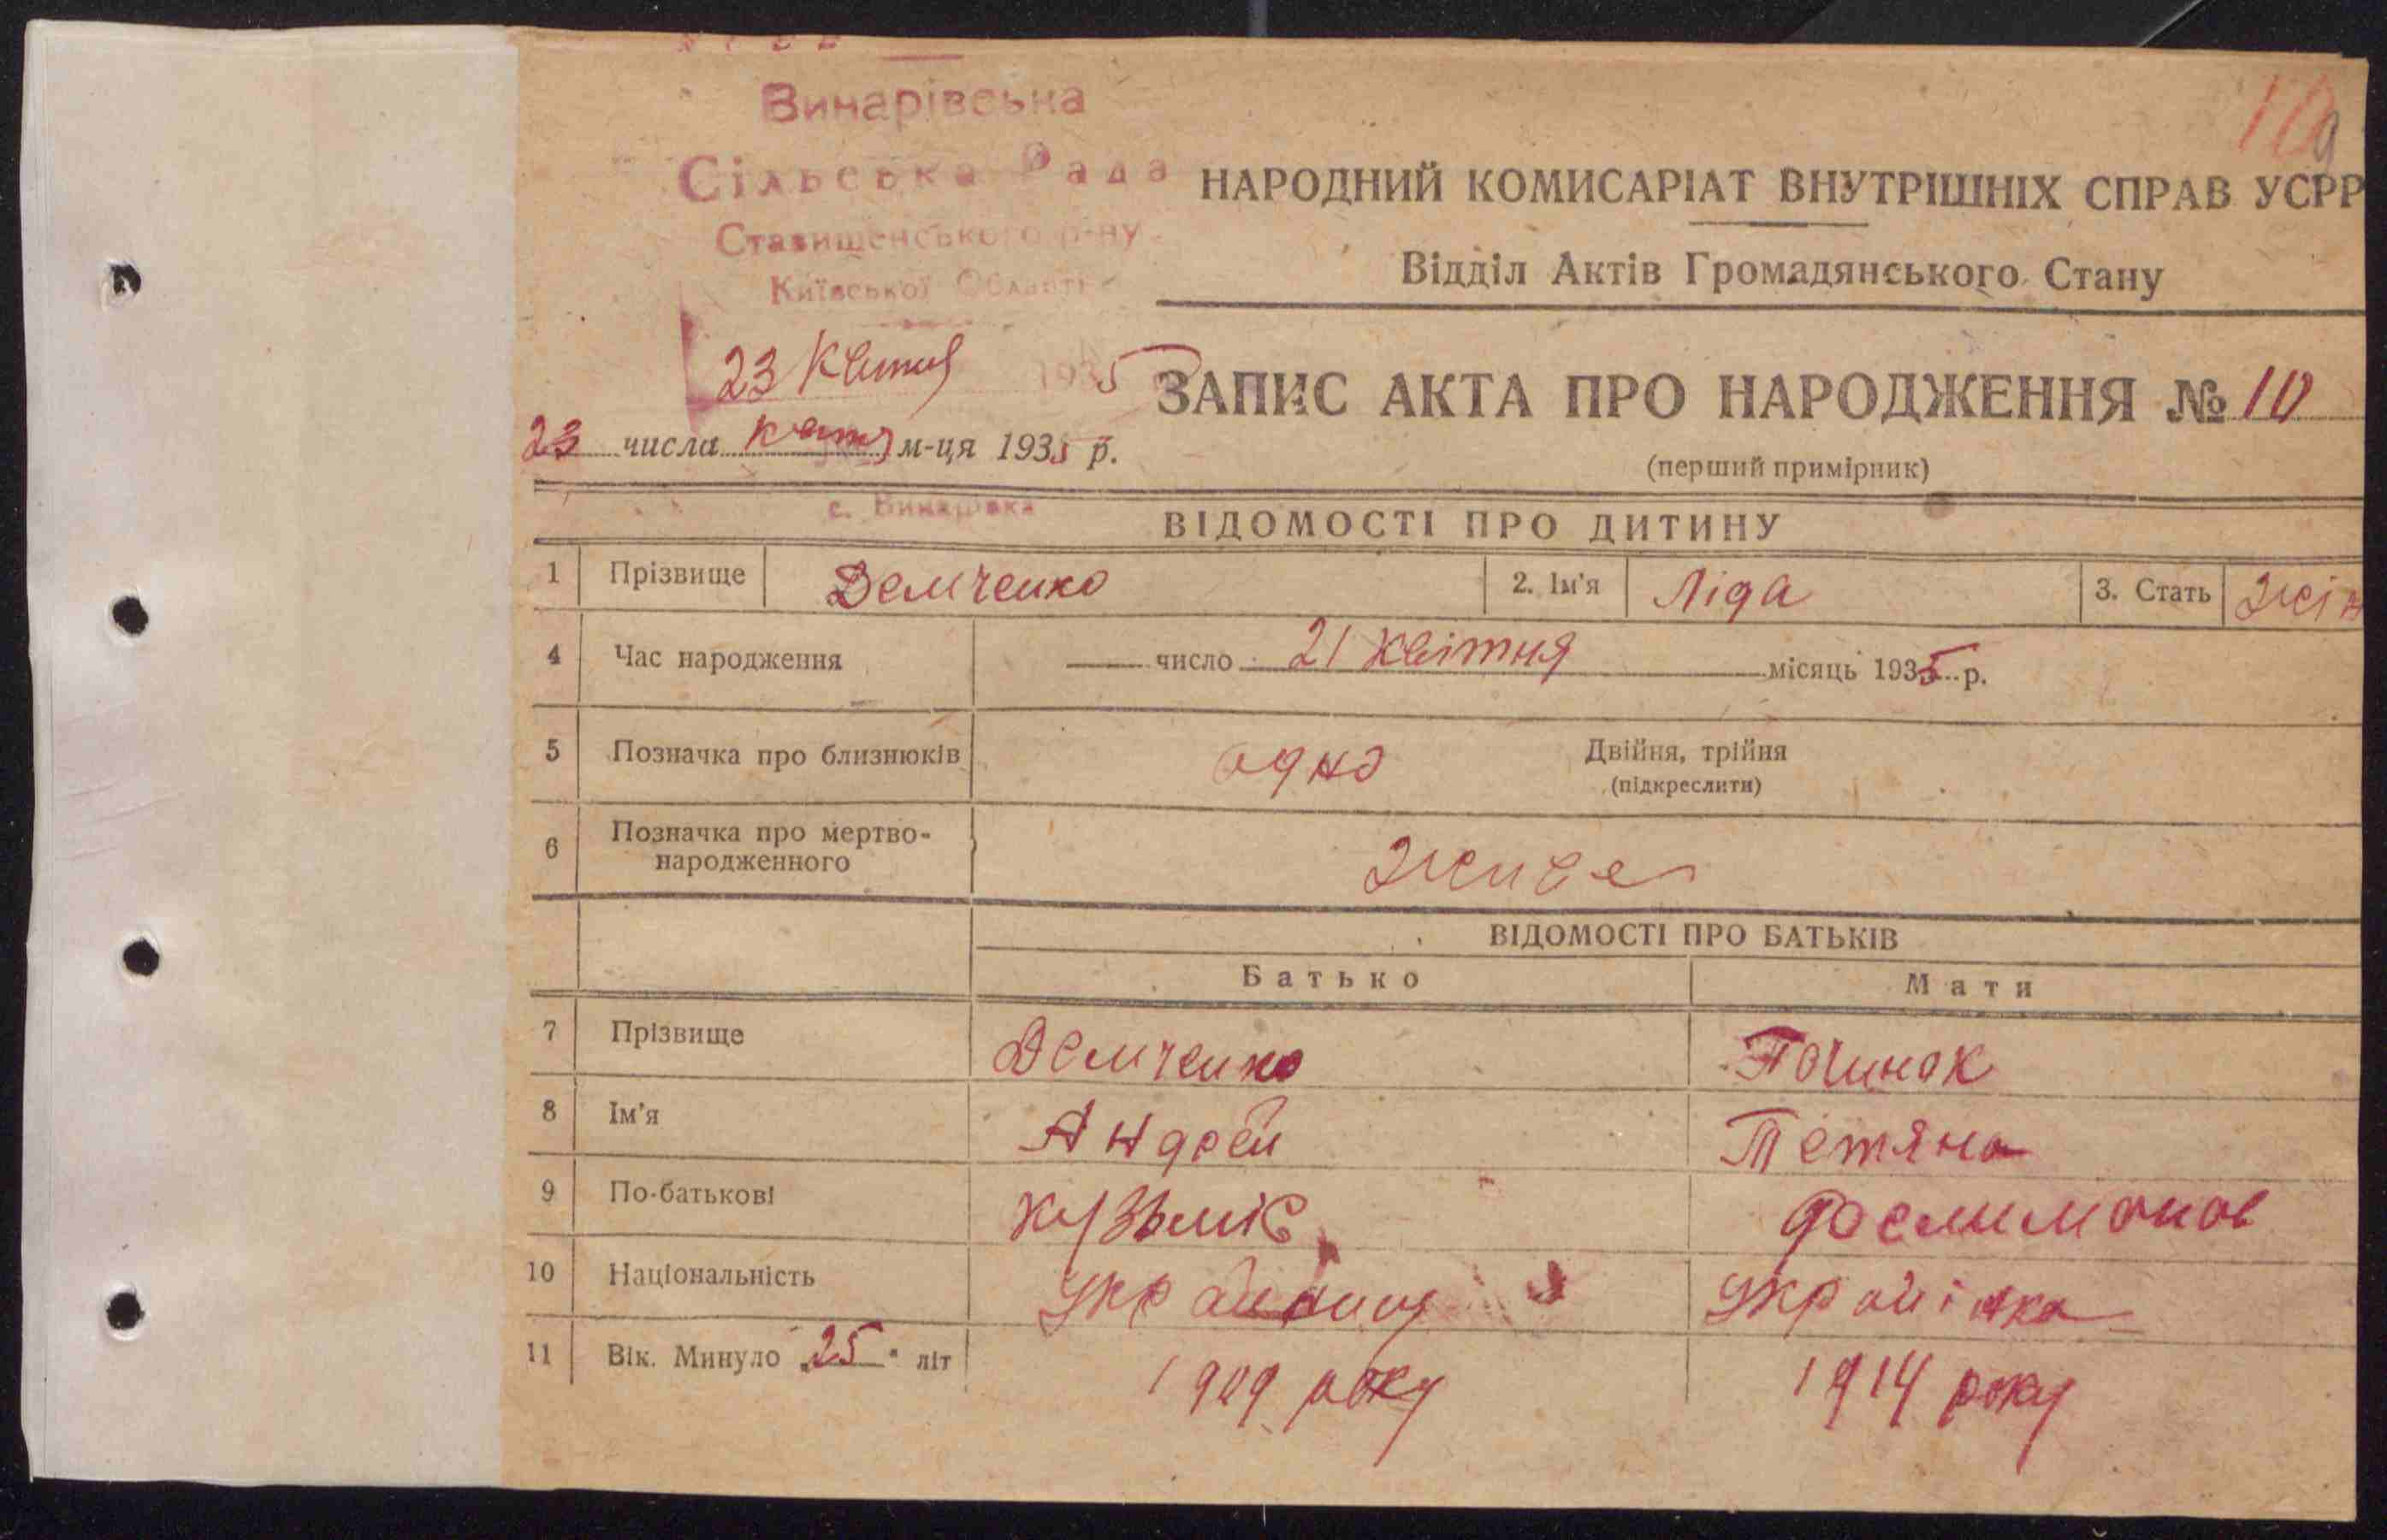 УСРР
Винарівська
Сільська Рада
Ставищенського р-ну
Київської Області
23 Квітня 1935
НАРОДНИЙ КОМИСАРІАТ ВНУТРІШНІХ СПРАВ УСРР
Відділ Актів Громадянського Стану
ЗАПИС АКТА ПРО НАРОДЖЕННЯ № 10
23 числа м-ця 1935 р.
(перший примірник)
с. Винарівка
ВІДОМОСТІ ПРО ДИТИНУ
1 Прізвище Демченко 2. Ім'я Ліда 3. Стать жін
4 Час народження число 21 квітня місяць 1935 р.
5 Позначка про близнюків одно Двійня, трійня
(підкреслити)
6 Позначка про мертво-
народженного живе
ВІДОМОСТІ ПРО БАТЬКІВ
Батько Мати
7 Прізвище Демченко Починок
8 Ім'я Андрей Тетяна
9 По-батькові Кузьміс
10 Національність Українка
11 Вік. Минуло „25" літ 1909 року 1914 року